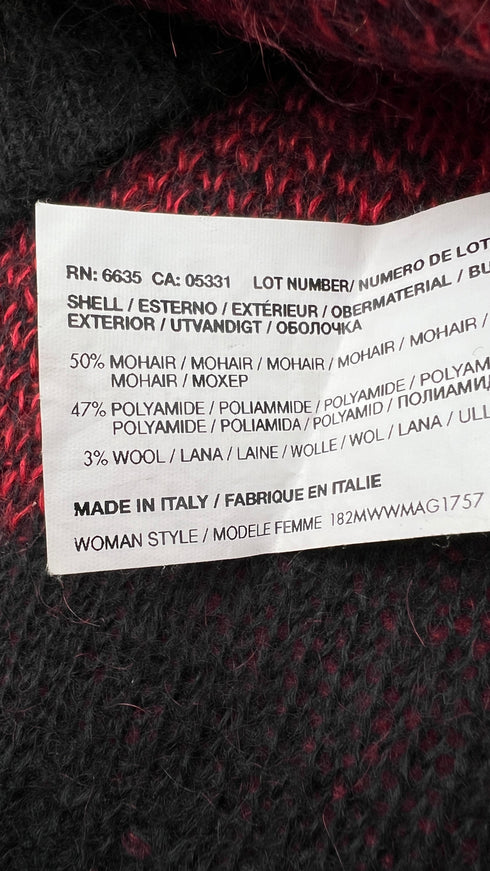 RN: 6635 CA: 05331 LOT NUMBER/ NUMERO DE LOT
SHELL / ESTERNO / EXTÉRIEUR / OBERMATERIAL / BU
EXTERIOR / UTVANDIGT / ОБОЛОЧКА
50% MOHAIR / MOHAIR / MOHAIR / MOHAIR / MOHAIR /
MOHAIR / МОХЕР
47% POLYAMIDE / POLIAMMIDE / POLYAMIDE / POLYAM
POLYAMIDE / POLIAMIDA / POLYAMID / ПОЛИАМИД
3% WOOL / LANA / LAINE / WOLLE / WOL / LANA / ULL
MADE IN ITALY / FABRIQUE EN ITALIE
WOMAN STYLE / MODELE FEMME 182MWWMAG1757